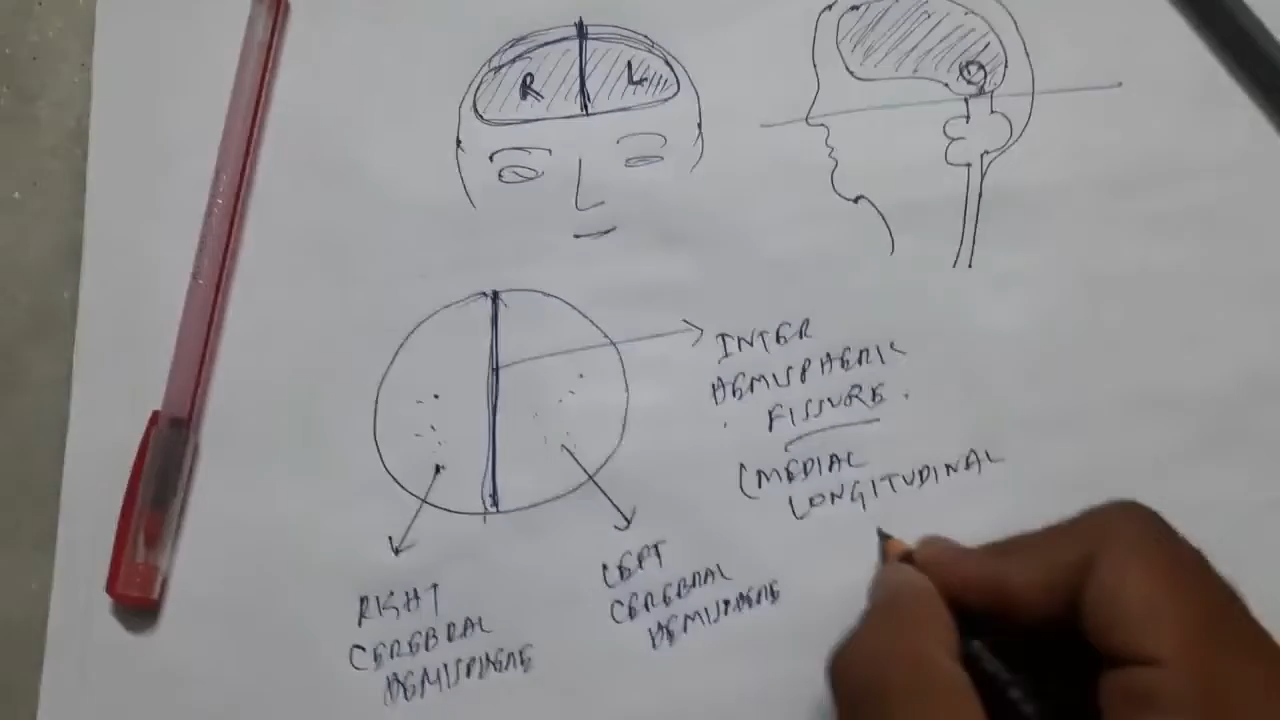 R L
INTER
HEMISPHERIC
FISSURE.
(MEDIAL
LONGITUDINAL
RIGHT
CEREBRAL
HEMISPHERE
LEFT
CEREBRAL
HEMISPHERE